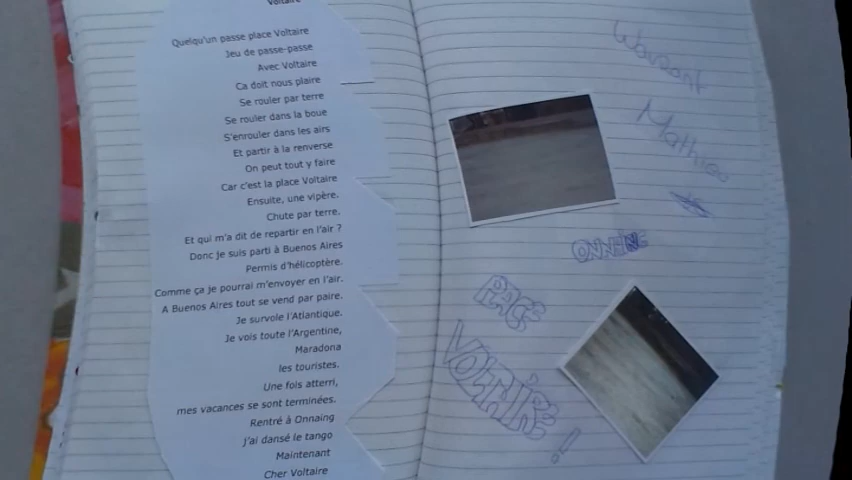 Voltaire
Quelqu'un passe place Voltaire
Jeu de passe-passe
Avec Voltaire
Ca doit nous plaire
Se rouler par terre
Se rouler dans la boue
S'enrouler dans les airs
Et partir à la renverse
On peut tout y faire
Car c'est la place Voltaire
Ensuite, une vipère.
Chute par terre.
Et qui m'a dit de repartir en l'air ?
Donc je suis parti à Buenos Aires
Permis d'hélicoptère.
Comme ça je pourrai m'envoyer en l'air.
A Buenos Aires tout se vend par paire.
Je survole l'Atlantique.
Je vois toute l'Argentine,
Maradona
les touristes.
Une fois atterri,
mes vacances se sont terminées.
Rentré à Onnaing
J'ai dansé le tango
Maintenant
Cher Voltaire
Mathieu
PLACE
VOLTAIRE !